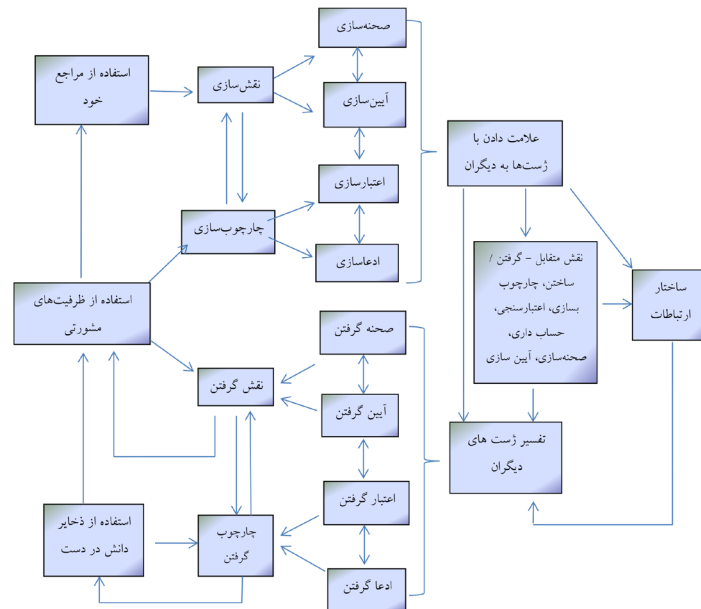 صحنه‌سازی
استفاده از مراجع
خود
نقش‌سازی
آیین‌سازی
علامت دادن با
ژست‌ها به دیگران
اعتبارسازی
چارچوب‌سازی
ادعاسازی
نقش متقابل – گرفتن /
ساختن، چارچوب
بسازی، اعتبارسنجی،
حساب داری،
صحنه‌سازی، آیین سازی
ساختار
ارتباطات
استفاده از ظرفیت‌های
مشورتی
صحنه گرفتن
نقش گرفتن
آیین گرفتن
تفسیر ژست های
دیگران
اعتبار گرفتن
استفاده از ذخایر
دانش در دست
چارچوب
گرفتن
ادعا گرفتن